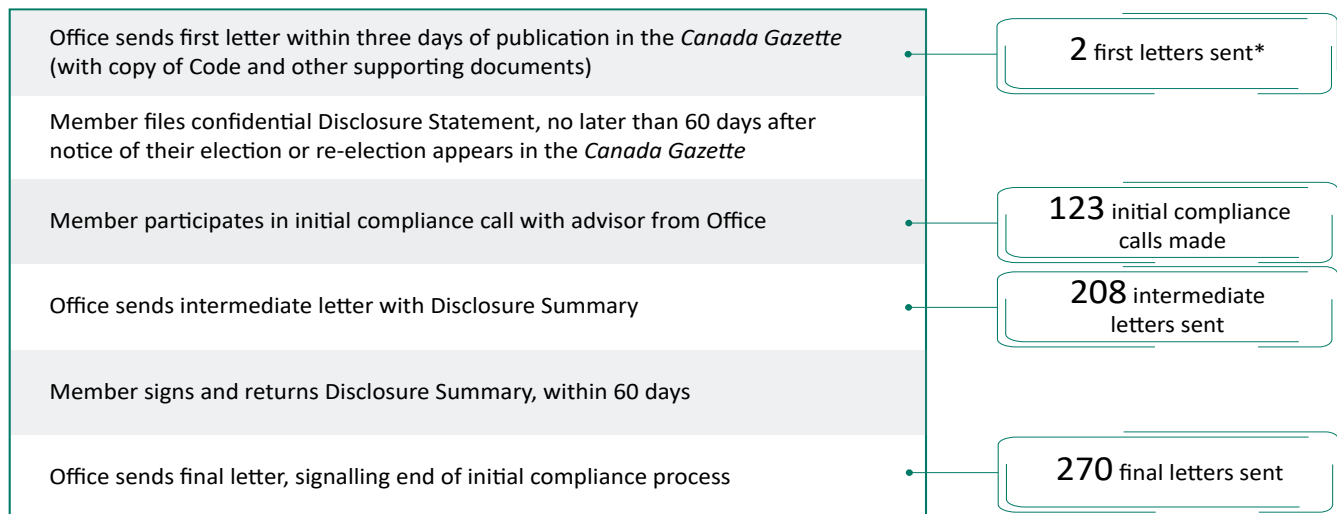 Office sends first letter within three days of publication in the Canada Gazette
(with copy of Code and other supporting documents)
2 first letters sent*
Member files confidential Disclosure Statement, no later than 60 days after
notice of their election or re-election appears in the Canada Gazette
Member participates in initial compliance call with advisor from Office
123 initial compliance
calls made
Office sends intermediate letter with Disclosure Summary
208 intermediate
letters sent
Member signs and returns Disclosure Summary, within 60 days
Office sends final letter, signalling end of initial compliance process
270 final letters sent